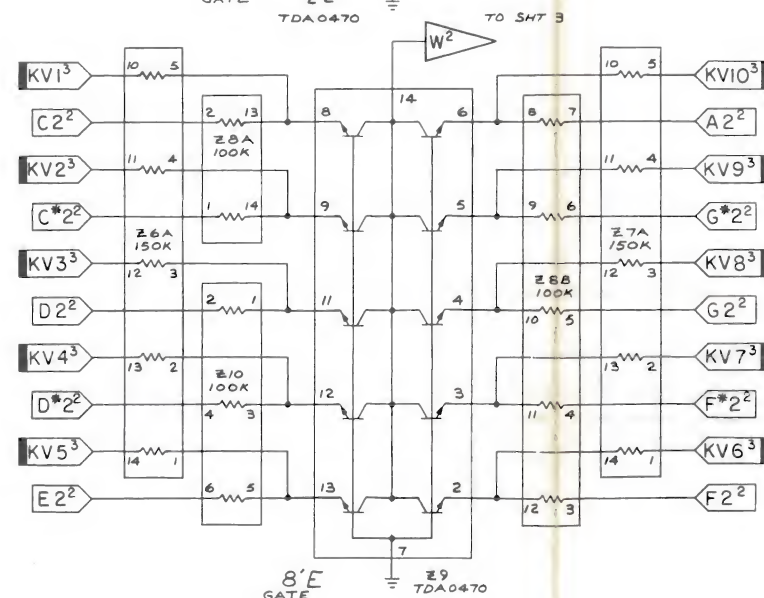 GATE
TDA0470
TO SHT 3
W²
KV1³ 10 5 10 5 KV10³
C2² 2 13 8 14 6 8 7 A2²
Z8A
100K
KV2³ 11 4 11 4 KV9³
C*2² 1 14 9 5 9 6 G*2²
Z6A
150K
Z7A
150K
KV3³ 12 3 12 3 KV8³
Z8B
100K
D2² 2 1 11 4 10 5 G2²
KV4³ 13 2 13 2 KV7³
Z10
100K
D*2² 4 3 12 3 11 4 F*2²
KV5³ 14 1 14 1 KV6³
E2² 6 5 13 2 12 3 F2²
7
8'E
GATE
Z9
TDA0470